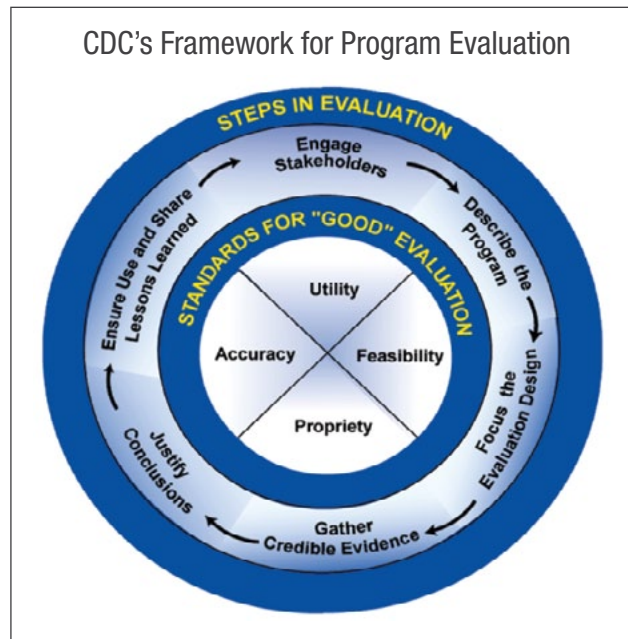 CDC's Framework for Program Evaluation
STEPS IN EVALUATION
Engage
Stakeholders
Describe the
Program
Focus the
Evaluation Design
Gather
Credible Evidence
Justify
Conclusions
Ensure Use and Share
Lessons Learned
STANDARDS FOR "GOOD" EVALUATION
Utility
Accuracy
Feasibility
Propriety